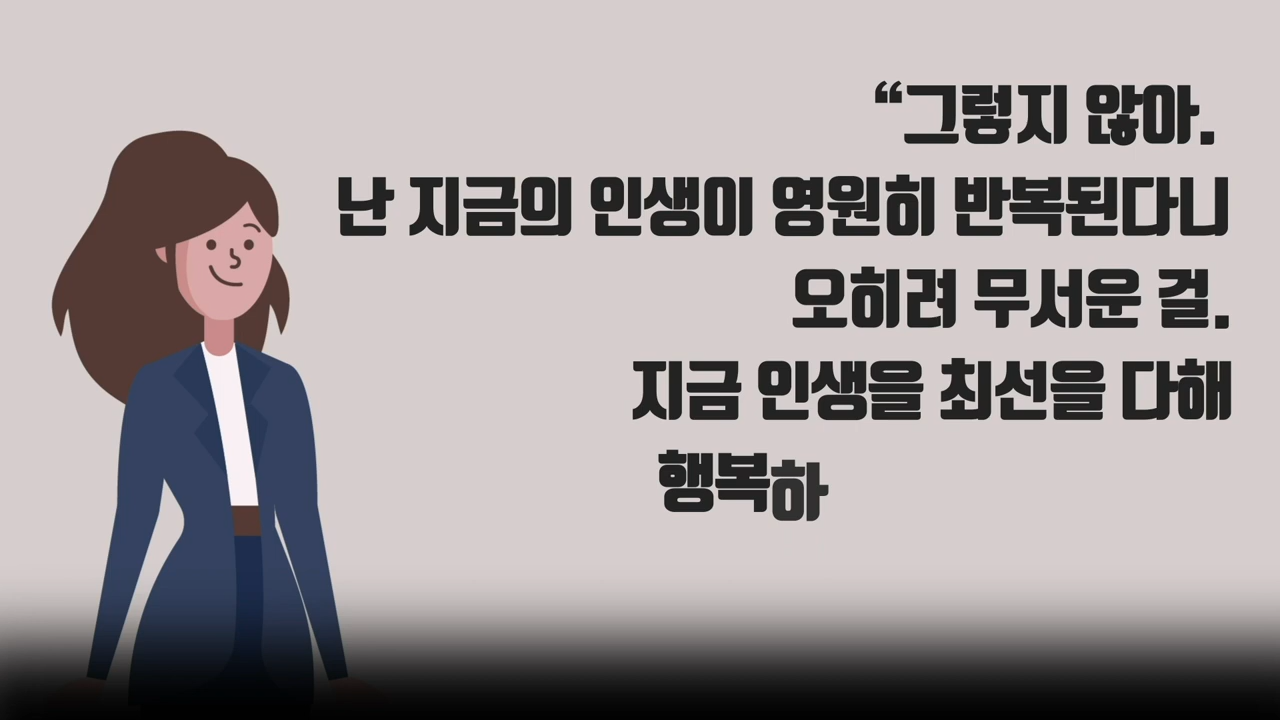 “그렇지 않아.
난 지금의 인생이 영원히 반복된다니
오히려 무서운 걸.
지금 인생을 최선을 다해
행복하